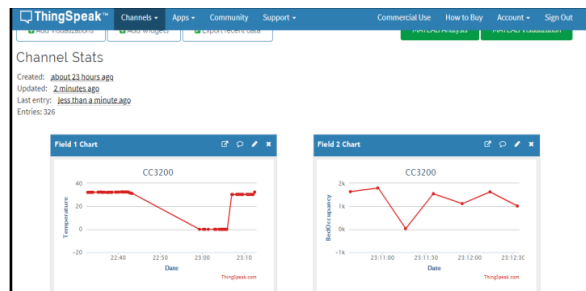 ThingSpeak™ Channels Apps Community Support Commercial Use How to Buy Account Sign Out
Add Visualizations Add Widgets Export recent data MATLAB Analysis MATLAB Visualization
Channel Stats
Created: about 23 hours ago
Updated: 2 minutes ago
Last entry: less than a minute ago
Entries: 326
Field 1 Chart
CC3200
Temperature
40
20
0
-20
22:40 22:50 23:00 23:10
Date
ThingSpeak.com
Field 2 Chart
CC3200
BedOccupancy
2k
1k
0k
-1k
23:11:00 23:11:30 23:12:00 23:12:30
Date
ThingSpeak.com